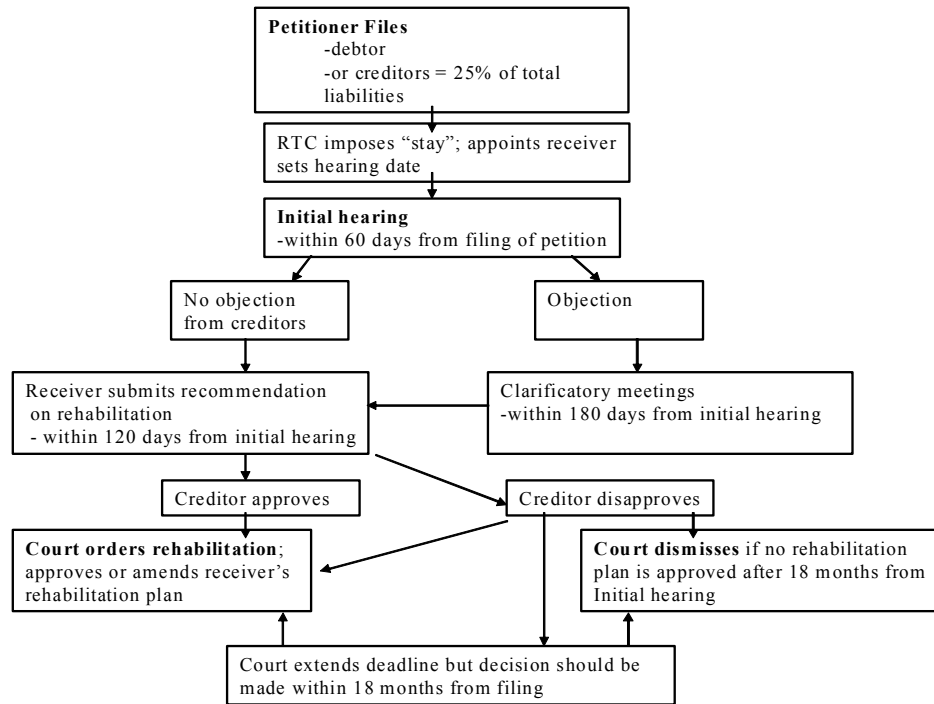 Petitioner Files
-debtor
-or creditors = 25% of total
liabilities
RTC imposes “stay”; appoints receiver
sets hearing date
Initial hearing
-within 60 days from filing of petition
No objection
from creditors
Objection
Receiver submits recommendation
on rehabilitation
- within 120 days from initial hearing
Clarificatory meetings
-within 180 days from initial hearing
Creditor approves
Creditor disapproves
Court orders rehabilitation;
approves or amends receiver’s
rehabilitation plan
Court dismisses if no rehabilitation
plan is approved after 18 months from
Initial hearing
Court extends deadline but decision should be
made within 18 months from filing